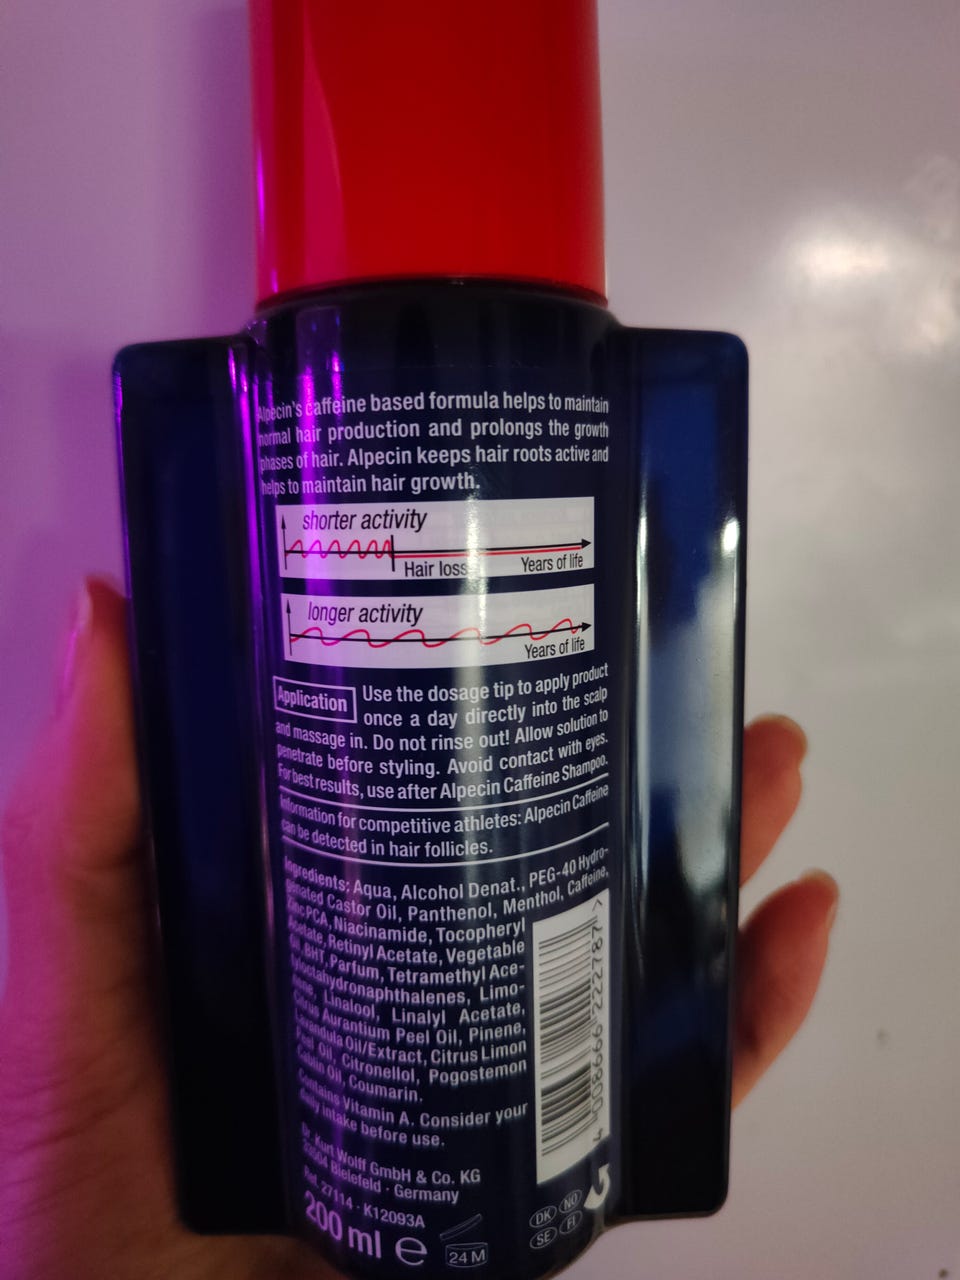 Alpecin's caffeine based formula helps to maintain
normal hair production and prolongs the growth
phases of hair. Alpecin keeps hair roots active and
helps to maintain hair growth.
shorter activity
Hair loss
Years of life
longer activity
Years of life
Application
Use the dosage tip to apply product
once a day directly into the scalp
and massage in. Do not rinse out! Allow solution to
penetrate before styling. Avoid contact with eyes.
For best results, use after Alpecin Caffeine Shampoo.
Information for competitive athletes: Alpecin Caffeine
can be detected in hair follicles.
Ingredients: Aqua, Alcohol Denat., PEG-40 Hydro-
genated Castor Oil, Panthenol, Menthol, Caffeine,
Zinc PCA, Niacinamide, Tocopheryl
Acetate, Retinyl Acetate, Vegetable
Oil, BHT, Parfum, Tetramethyl Ace-
tyloctahydronaphthalenes, Limo-
nene, Linalool, Linalyl Acetate,
Citrus Aurantium Peel Oil, Pinene,
Lavandula Oil/Extract, Citrus Limon
Peel Oil, Citronellol, Pogostemon
Cablin Oil, Coumarin.
Contains Vitamin A. Consider your
daily intake before use.
Dr. Kurt Wolff GmbH & Co. KG
33504 Bielefeld · Germany
Ref. 27114 · K12093A
200 ml e
24 M
DK NO
SE FI
4 008666 222787 >